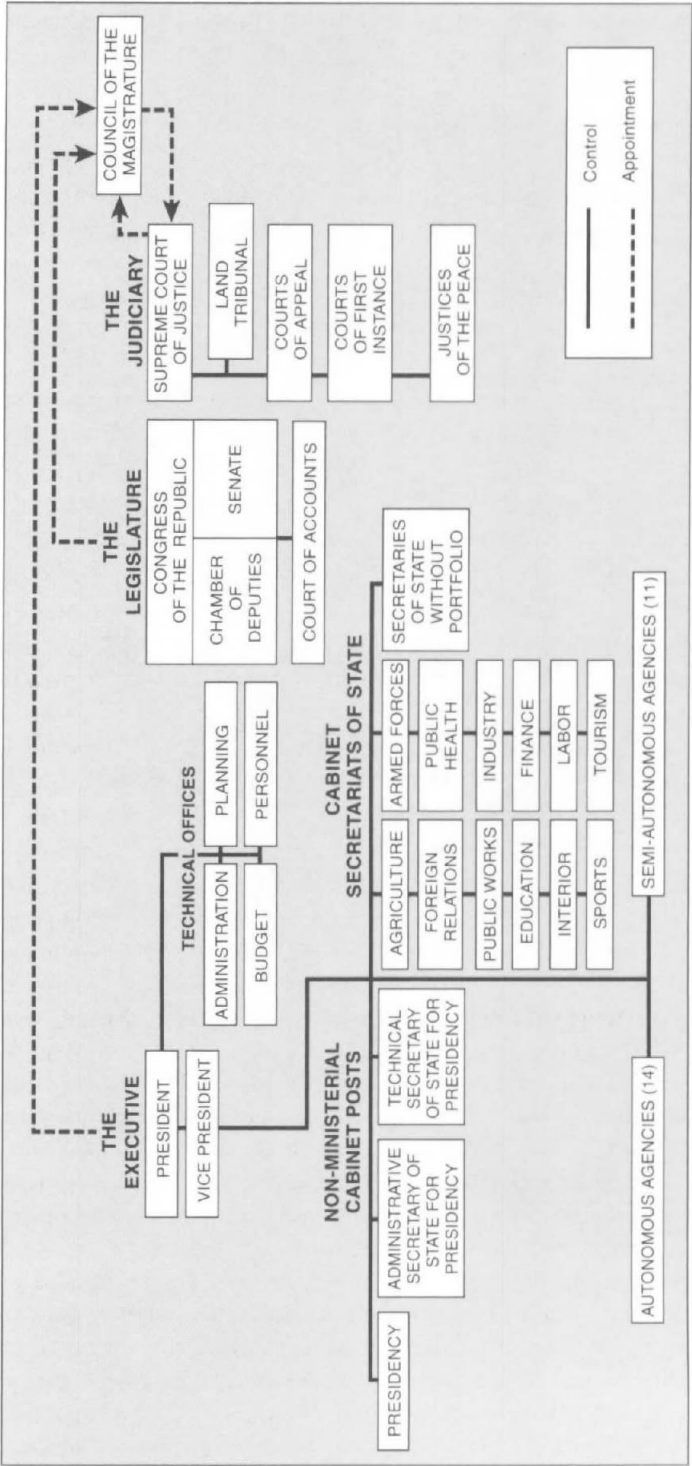 THE
EXECUTIVE
PRESIDENT
VICE PRESIDENT
TECHNICAL OFFICES
ADMINISTRATION
PLANNING
BUDGET
PERSONNEL
THE
LEGISLATURE
CONGRESS
OF THE REPUBLIC
CHAMBER
OF
DEPUTIES
SENATE
COURT OF ACCOUNTS
THE
JUDICIARY
SUPREME COURT
OF JUSTICE
LAND
TRIBUNAL
COURTS
OF APPEAL
COURTS
OF FIRST
INSTANCE
JUSTICES
OF THE PEACE
COUNCIL OF THE
MAGISTRATURE
NON-MINISTERIAL
CABINET POSTS
PRESIDENCY
ADMINISTRATIVE
SECRETARY OF
STATE FOR
PRESIDENCY
TECHNICAL
SECRETARY
OF STATE FOR
PRESIDENCY
CABINET
SECRETARIATS OF STATE
AGRICULTURE
ARMED FORCES
FOREIGN
RELATIONS
PUBLIC
HEALTH
PUBLIC WORKS
INDUSTRY
EDUCATION
FINANCE
INTERIOR
LABOR
SPORTS
TOURISM
SECRETARIES
OF STATE
WITHOUT
PORTFOLIO
AUTONOMOUS AGENCIES (14)
SEMI-AUTONOMOUS AGENCIES (11)
Control
Appointment